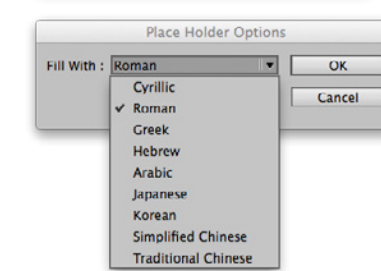 Place Holder Options
Fill With : Roman OK
Cyrillic Cancel
✓ Roman
Greek
Hebrew
Arabic
Japanese
Korean
Simplified Chinese
Traditional Chinese